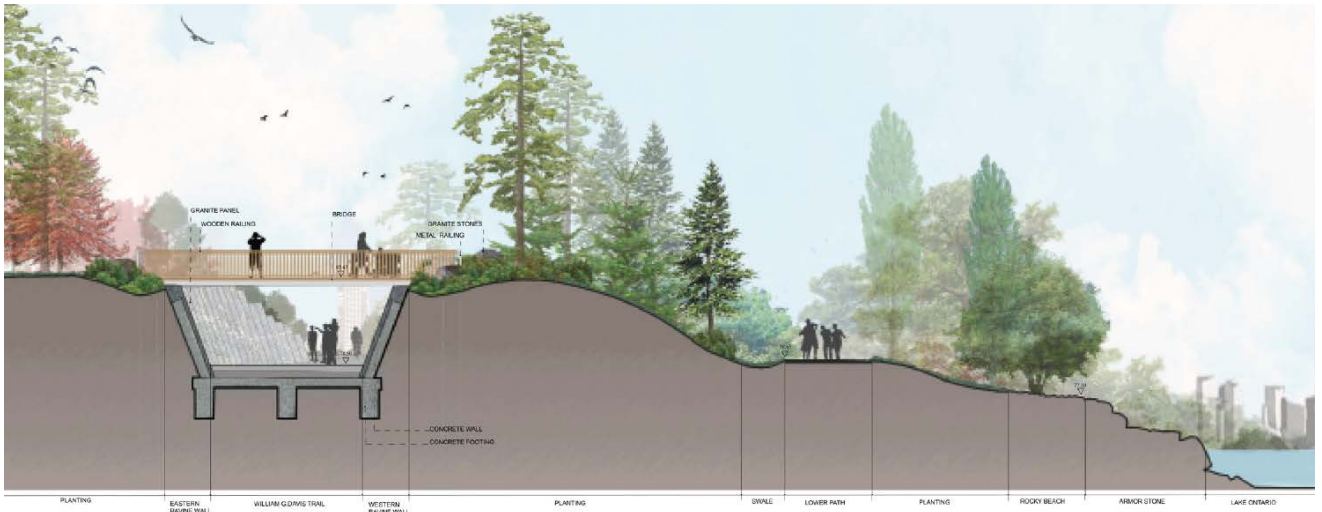 GRANITE PANEL
WOODEN RAILING
BRIDGE
GRANITE STONES
METAL RAILING
CONCRETE WALL
CONCRETE FOOTING
PLANTING
EASTERN
RAVINE WALL
WILLIAM G.DAVIS TRAIL
WESTERN
RAVINE WALL
PLANTING
SWALE
LOWER PATH
PLANTING
ROCKY BEACH
ARMOR STONE
LAKE ONTARIO